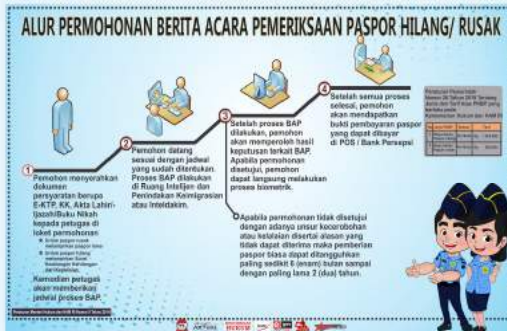 ALUR PERMOHONAN BERITA ACARA PEMERIKSAAN PASPOR HILANG/ RUSAK
1
Pemohon menyerahkan
dokumen
persyaratan berupa
E-KTP, KK, Akta Lahir/
Ijazah/Buku Nikah
kepada petugas di
loket permohonan
Kemudian petugas
akan memberikan
jadwal proses BAP.
2
Pemohon datang
sesuai dengan jadwal
yang sudah ditentukan.
Proses BAP dilakukan
di Ruang Intelijen dan
Penindakan Keimigrasian
atau Inteldakim.
3
Setelah proses BAP
dilakukan, pemohon
akan memperoleh hasil
keputusan terkait BAP.
Apabila permohonan
disetujui, pemohon
dapat langsung melakukan
proses biometrik.
Apabila permohonan tidak disetujui
dengan adanya unsur kecerobohan
atau kelalaian disertai alasan yang
tidak dapat diterima maka pemberian
paspor biasa dapat ditangguhkan
paling sedikit 6 (enam) bulan sampai
dengan paling lama 2 (dua) tahun.
4
Setelah semua proses
selesai, pemohon
akan mendapatkan
bukti pembayaran paspor
yang dapat dibayar
di POS / Bank Persepsi